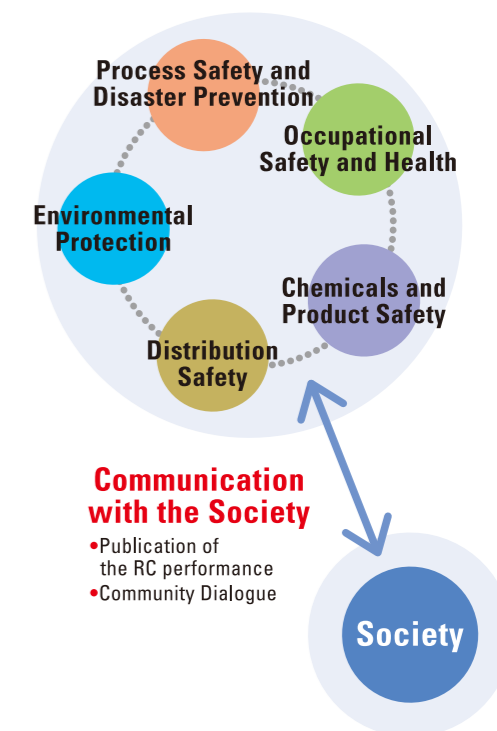 Process Safety and
Disaster Prevention
Occupational
Safety and Health
Environmental
Protection
Chemicals and
Product Safety
Distribution
Safety
Communication
with the Society
•Publication of
the RC performance
•Community Dialogue
Society